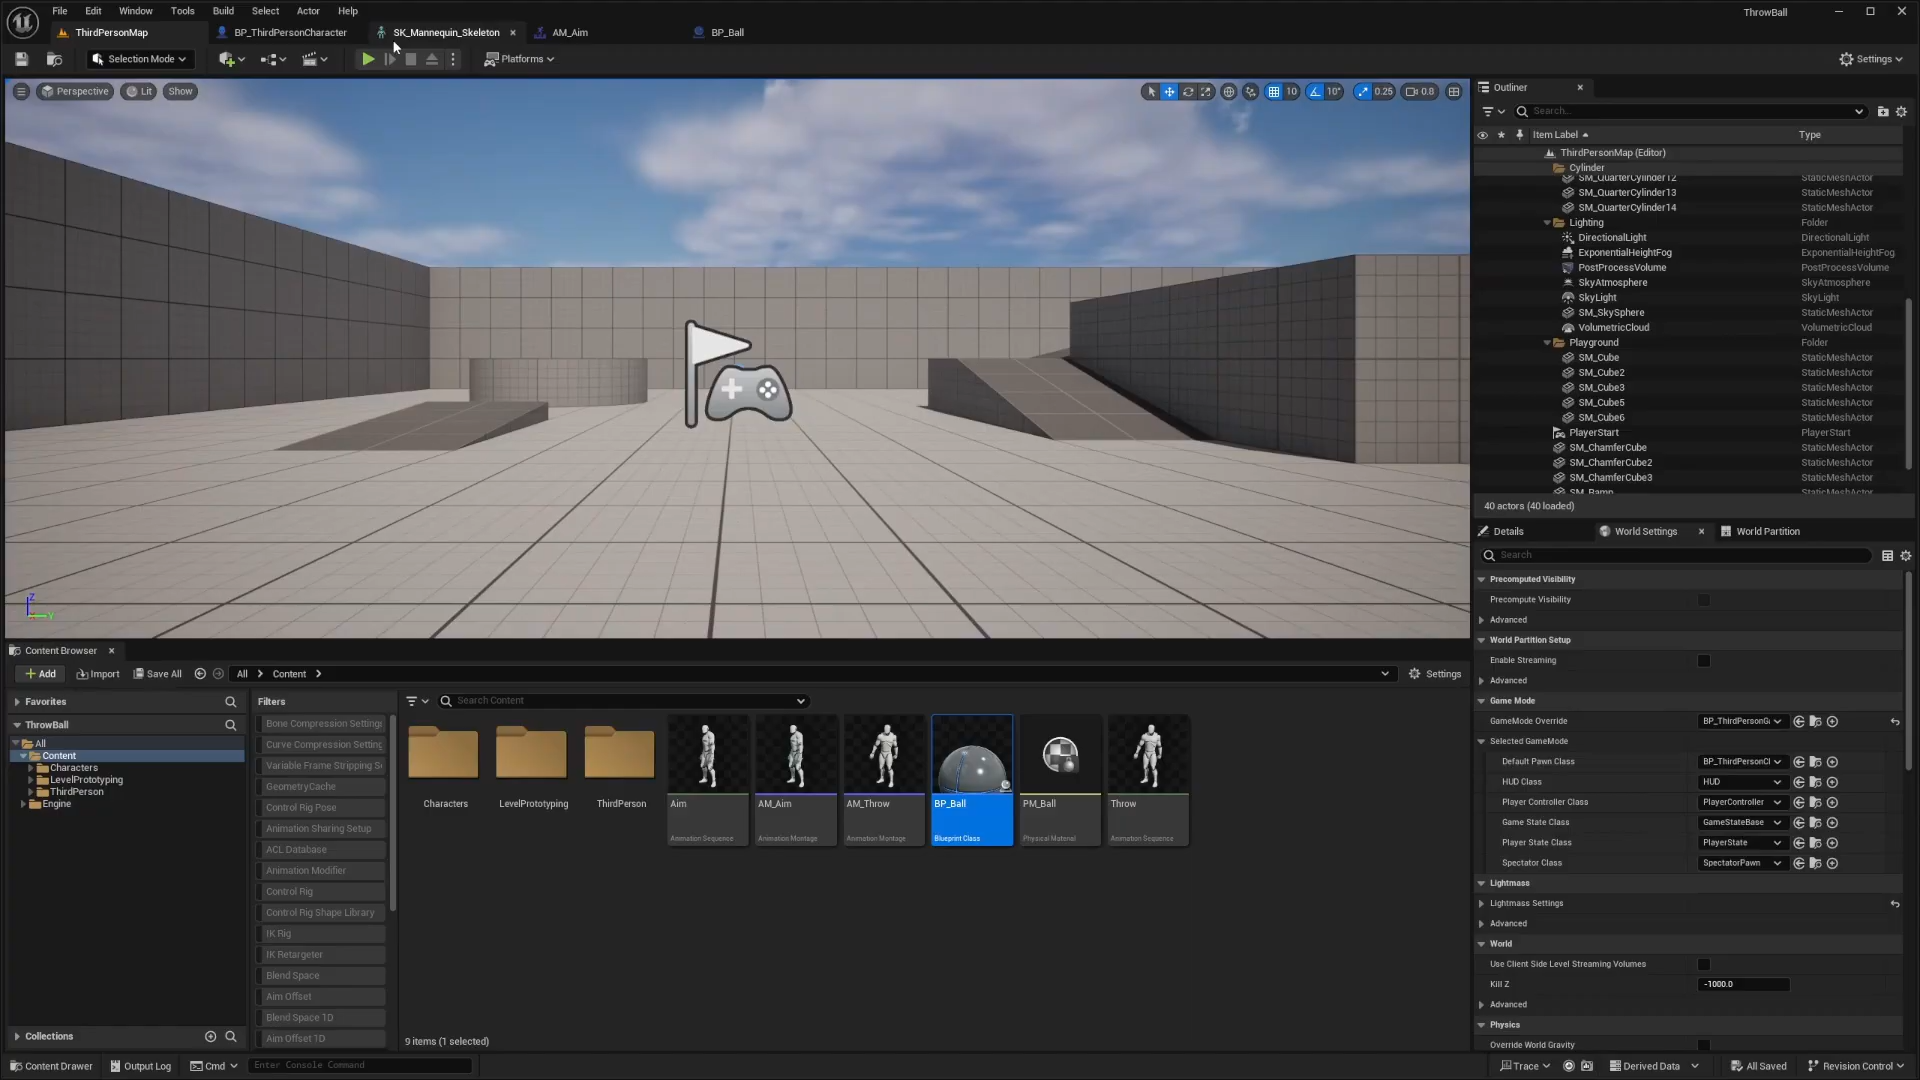 File Edit Window Tools Build Select Actor Help
ThrowBall
ThirdPersonMap
BP_ThirdPersonCharacter
SK_Mannequin_Skeleton
AM_Aim
BP_Ball
Selection Mode
Platforms
Settings
Perspective
Lit
Show
10
10°
0.25
0.8
Outliner
Search...
Item Label
Type
ThirdPersonMap (Editor)
Cylinder
SM_QuarterCylinder12 StaticMeshActor
SM_QuarterCylinder13 StaticMeshActor
SM_QuarterCylinder14 StaticMeshActor
Lighting Folder
DirectionalLight DirectionalLight
ExponentialHeightFog ExponentialHeightFog
PostProcessVolume PostProcessVolume
SkyAtmosphere SkyAtmosphere
SkyLight SkyLight
SM_SkySphere StaticMeshActor
VolumetricCloud VolumetricCloud
Playground Folder
SM_Cube StaticMeshActor
SM_Cube2 StaticMeshActor
SM_Cube3 StaticMeshActor
SM_Cube5 StaticMeshActor
SM_Cube6 StaticMeshActor
PlayerStart PlayerStart
SM_ChamferCube StaticMeshActor
SM_ChamferCube2 StaticMeshActor
SM_ChamferCube3 StaticMeshActor
SM_Ramp StaticMeshActor
40 actors (40 loaded)
Details
World Settings
World Partition
Search
Precomputed Visibility
Precompute Visibility
Advanced
World Partition Setup
Enable Streaming
Advanced
Game Mode
GameMode Override BP_ThirdPersonGa
Selected GameMode
Default Pawn Class BP_ThirdPersonCl
HUD Class HUD
Player Controller Class PlayerController
Game State Class GameStateBase
Player State Class PlayerState
Spectator Class SpectatorPawn
Lightmass
Lightmass Settings
Advanced
World
Use Client Side Level Streaming Volumes
Kill Z -1000.0
Advanced
Physics
Override World Gravity
Z
Y
Content Browser
Add
Import
Save All
All
Content
Settings
Favorites
ThrowBall
All
Content
Characters
LevelPrototyping
ThirdPerson
Engine
Collections
Filters
Bone Compression Settings
Curve Compression Setting
Variable Frame Stripping Se
GeometryCache
Control Rig Pose
Animation Sharing Setup
ACL Database
Animation Modifier
Control Rig
Control Rig Shape Library
IK Rig
IK Retargeter
Blend Space
Aim Offset
Blend Space 1D
Aim Offset 1D
Search Content
Characters
LevelPrototyping
ThirdPerson
Aim
Animation Sequence
AM_Aim
Animation Montage
AM_Throw
Animation Montage
BP_Ball
Blueprint Class
PM_Ball
Physical Material
Throw
Animation Sequence
9 items (1 selected)
Content Drawer
Output Log
Cmd
Enter Console Command
Trace
Derived Data
All Saved
Revision Control